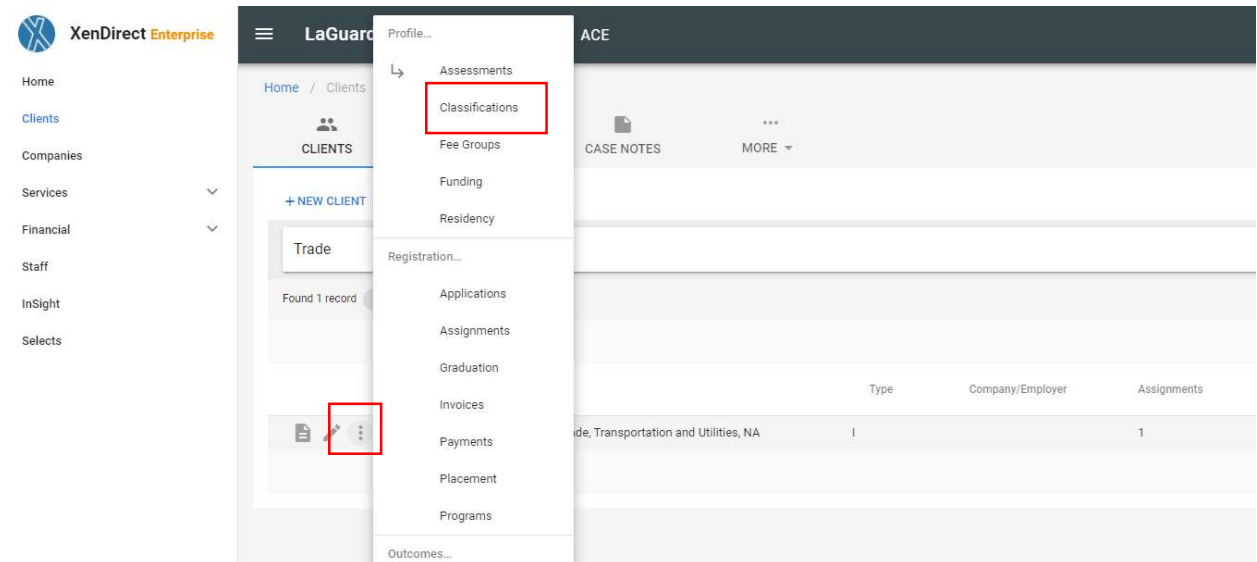 XenDirect Enterprise
Home
Clients
Companies
Services
Financial
Staff
InSight
Selects
LaGuard
ACE
Home / Clients
CLIENTS
CASE NOTES
MORE
+ NEW CLIENT
Trade
Found 1 record
Profile...
Assessments
Classifications
Fee Groups
Funding
Residency
Registration...
Applications
Assignments
Graduation
Invoices
Payments
Placement
Programs
Outcomes...
Type Company/Employer Assignments
de, Transportation and Utilities, NA I 1